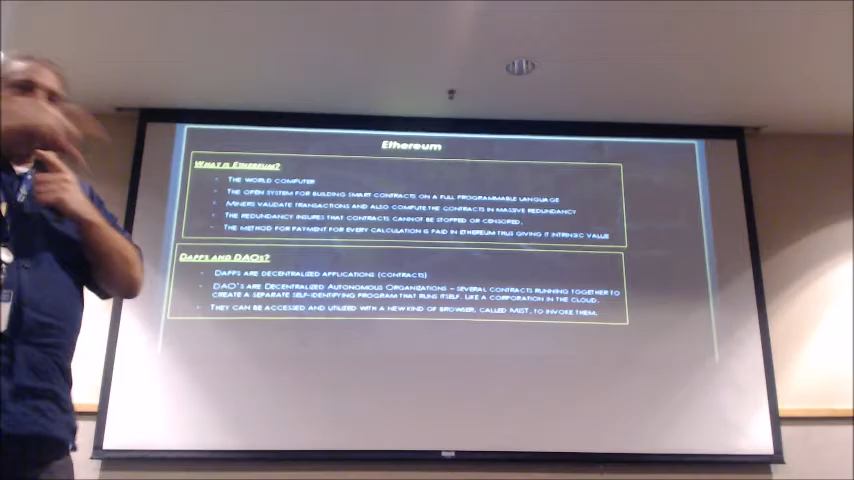 Ethereum
What is Ethereum?
· The world computer
· The open system for building smart contracts on a full programmable language
· Miners validate transactions and also compute the contracts in massive redundancy
· The redundancy insures that contracts cannot be stopped or censored.
· The method for payment for every calculation is paid in ethereum thus giving it intrinsic value
Dapps and DAOs?
· Dapps are decentralized applications (contracts)
· DAO's are Decentralized Autonomous Organizations – several contracts running together to
create a separate self-identifying program that runs itself. Like a corporation in the cloud.
· They can be accessed and utilized with a new kind of browser, called Mist, to invoke them.